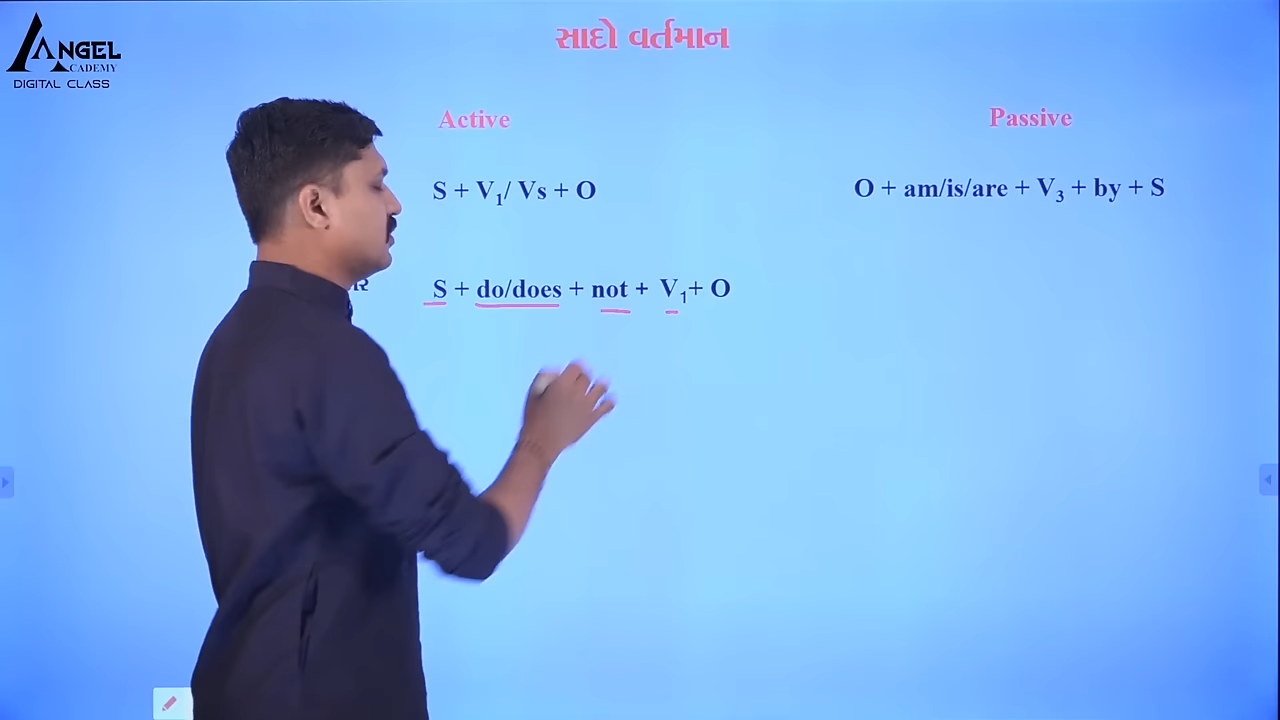 ANGEL
ACADEMY
DIGITAL CLASS
સાદો વર્તમાન
Active
Passive
S + V₁/ Vs + O
O + am/is/are + V₃ + by + S
S + do/does + not + V₁+ O